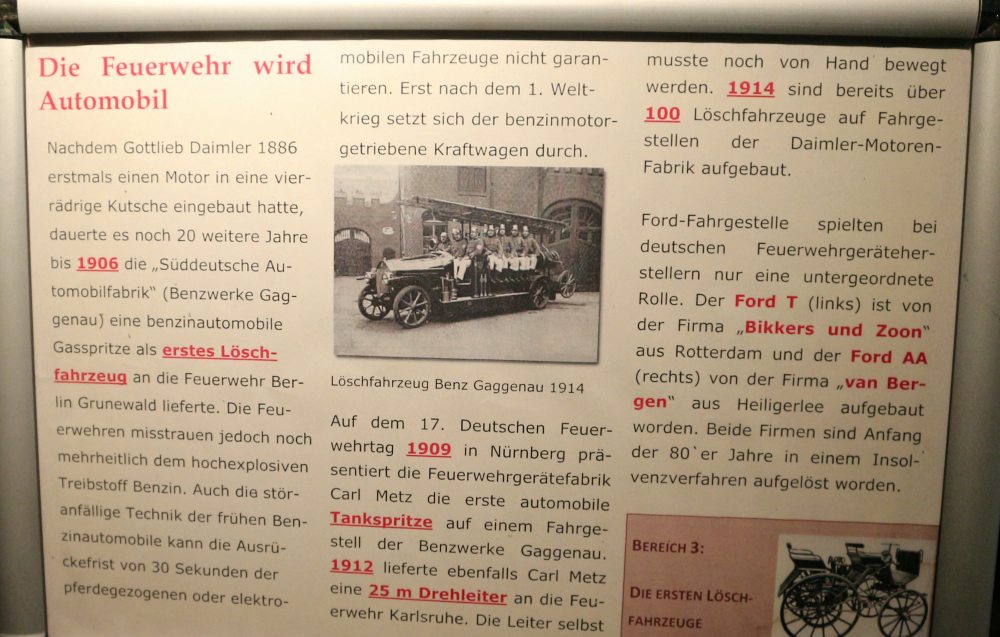 Die Feuerwehr wird
Automobil
Nachdem Gottlieb Daimler 1886
erstmals einen Motor in eine vier-
rädrige Kutsche eingebaut hatte,
dauerte es noch 20 weitere Jahre
bis 1906 die „Süddeutsche Au-
tomobilfabrik“ (Benzwerke Gag-
genau) eine benzinautomobile
Gasspritze als erstes Lösch-
fahrzeug an die Feuerwehr Ber-
lin Grunewald lieferte. Die Feu-
erwehren misstrauen jedoch noch
mehrheitlich dem hochexplosiven
Treibstoff Benzin. Auch die stör-
anfällige Technik der frühen Ben-
zinautomobile kann die Ausrü-
ckefrist von 30 Sekunden der
pferdegezogenen oder elektro-
mobilen Fahrzeuge nicht garan-
tieren. Erst nach dem 1. Welt-
krieg setzt sich der benzinmotor-
getriebene Kraftwagen durch.
Löschfahrzeug Benz Gaggenau 1914
Auf dem 17. Deutschen Feuer-
wehrtag 1909 in Nürnberg prä-
sentiert die Feuerwehrgerätefabrik
Carl Metz die erste automobile
Tankspritze auf einem Fahrge-
stell der Benzwerke Gaggenau.
1912 lieferte ebenfalls Carl Metz
eine 25 m Drehleiter an die Feu-
erwehr Karlsruhe. Die Leiter selbst
musste noch von Hand bewegt
werden. 1914 sind bereits über
100 Löschfahrzeuge auf Fahrge-
stellen der Daimler-Motoren-
Fabrik aufgebaut.
Ford-Fahrgestelle spielten bei
deutschen Feuerwehrgeräteher-
stellern nur eine untergeordnete
Rolle. Der Ford T (links) ist von
der Firma „Bikkers und Zoon“
aus Rotterdam und der Ford AA
(rechts) von der Firma „van Ber-
gen“ aus Heiligerlee aufgebaut
worden. Beide Firmen sind Anfang
der 80`er Jahre in einem Insol-
venzverfahren aufgelöst worden.
BEREICH 3:
DIE ERSTEN LÖSCH-
FAHRZEUGE